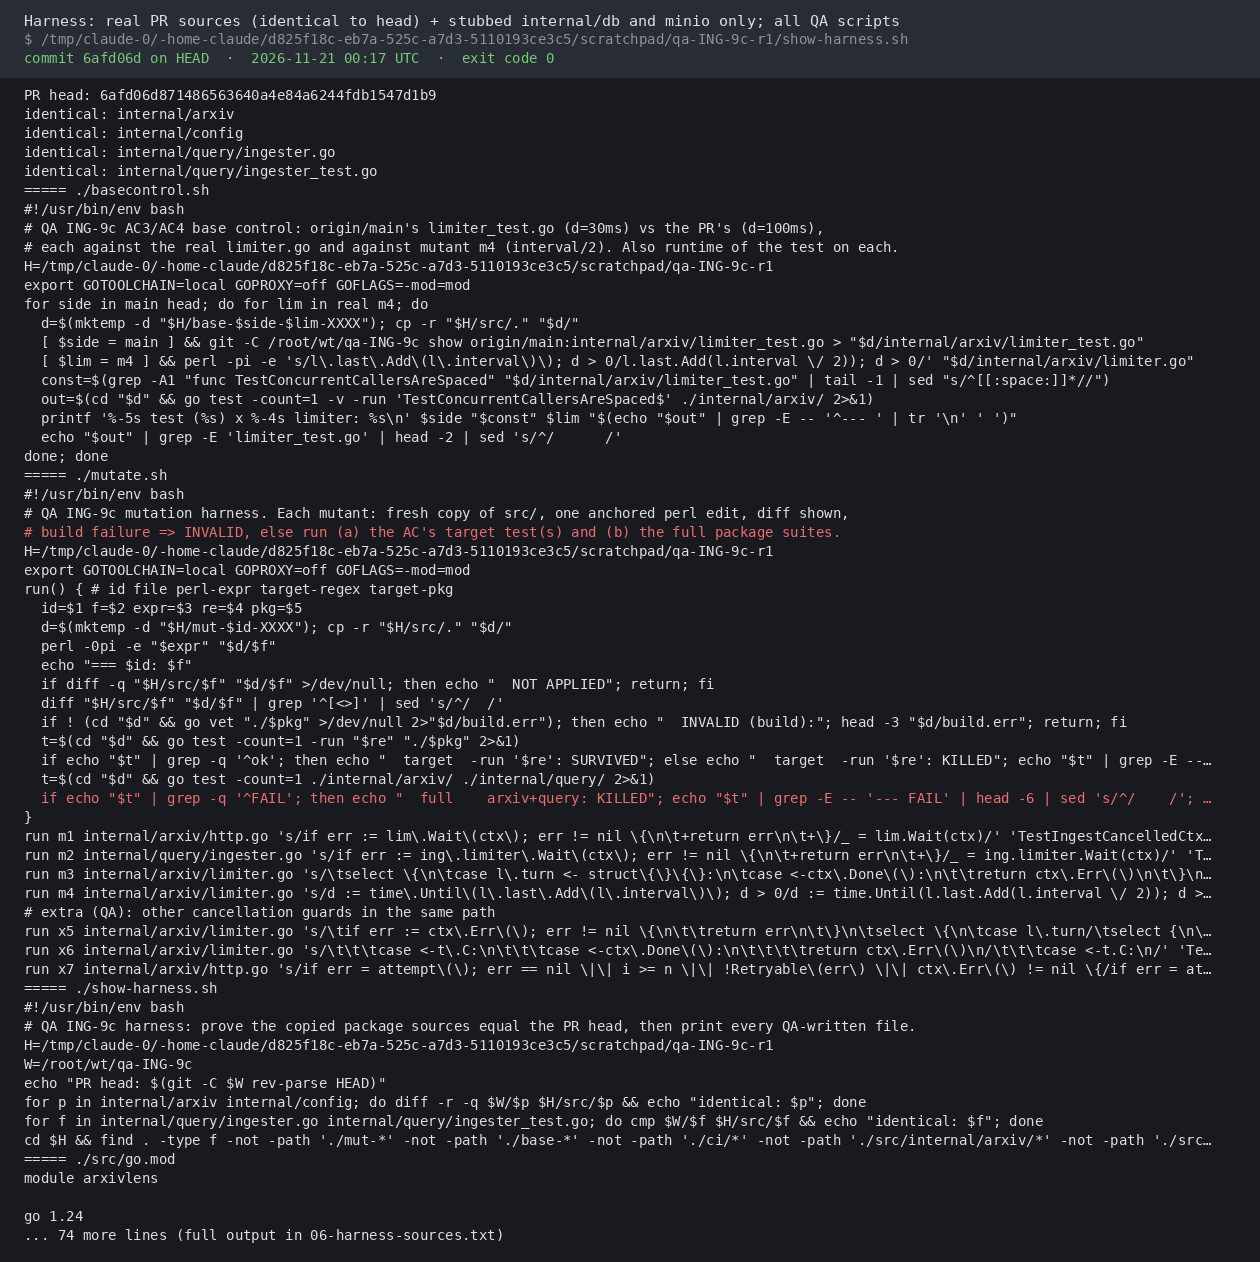 Harness: real PR sources (identical to head) + stubbed internal/db and minio only; all QA scripts
$ /tmp/claude-0/-home-claude/d825f18c-eb7a-525c-a7d3-5110193ce3c5/scratchpad/qa-ING-9c-r1/show-harness.sh
commit 6afd06d on HEAD  ·  2026-11-21 00:17 UTC  ·  exit code 0
PR head: 6afd06d871486563640a4e84a6244fdb1547d1b9
identical: internal/arxiv
identical: internal/config
identical: internal/query/ingester.go
identical: internal/query/ingester_test.go
===== ./basecontrol.sh
#!/usr/bin/env bash
# QA ING-9c AC3/AC4 base control: origin/main's limiter_test.go (d=30ms) vs the PR's (d=100ms),
# each against the real limiter.go and against mutant m4 (interval/2). Also runtime of the test on each.
H=/tmp/claude-0/-home-claude/d825f18c-eb7a-525c-a7d3-5110193ce3c5/scratchpad/qa-ING-9c-r1
export GOTOOLCHAIN=local GOPROXY=off GOFLAGS=-mod=mod
for side in main head; do for lim in real m4; do
  d=$(mktemp -d "$H/base-$side-$lim-XXXX"); cp -r "$H/src/." "$d/"
  [ $side = main ] && git -C /root/wt/qa-ING-9c show origin/main:internal/arxiv/limiter_test.go > "$d/internal/arxiv/limiter_test.go"
  [ $lim = m4 ] && perl -pi -e 's/l\.last\.Add\(l\.interval\)\); d > 0/l.last.Add(l.interval \/ 2)); d > 0/' "$d/internal/arxiv/limiter.go"
  const=$(grep -A1 "func TestConcurrentCallersAreSpaced" "$d/internal/arxiv/limiter_test.go" | tail -1 | sed "s/^[[:space:]]*//")
  out=$(cd "$d" && go test -count=1 -v -run 'TestConcurrentCallersAreSpaced$' ./internal/arxiv/ 2>&1)
  printf '%-5s test (%s) x %-4s limiter: %s\n' $side "$const" $lim "$(echo "$out" | grep -E -- '^--- ' | tr '\n' ' ')"
  echo "$out" | grep -E 'limiter_test.go' | head -2 | sed 's/^/      /'
done; done
===== ./mutate.sh
#!/usr/bin/env bash
# QA ING-9c mutation harness. Each mutant: fresh copy of src/, one anchored perl edit, diff shown,
# build failure => INVALID, else run (a) the AC's target test(s) and (b) the full package suites.
H=/tmp/claude-0/-home-claude/d825f18c-eb7a-525c-a7d3-5110193ce3c5/scratchpad/qa-ING-9c-r1
export GOTOOLCHAIN=local GOPROXY=off GOFLAGS=-mod=mod
run() { # id file perl-expr target-regex target-pkg
  id=$1 f=$2 expr=$3 re=$4 pkg=$5
  d=$(mktemp -d "$H/mut-$id-XXXX"); cp -r "$H/src/." "$d/"
  perl -0pi -e "$expr" "$d/$f"
  echo "=== $id: $f"
  if diff -q "$H/src/$f" "$d/$f" >/dev/null; then echo "  NOT APPLIED"; return; fi
  diff "$H/src/$f" "$d/$f" | grep '^[<>]' | sed 's/^/  /'
  if ! (cd "$d" && go vet "./$pkg" >/dev/null 2>"$d/build.err"); then echo "  INVALID (build):"; head -3 "$d/build.err"; return; fi
  t=$(cd "$d" && go test -count=1 -run "$re" "./$pkg" 2>&1)
  if echo "$t" | grep -q '^ok'; then echo "  target  -run '$re': SURVIVED"; else echo "  target  -run '$re': KILLED"; echo "$t" | grep -E --…
  t=$(cd "$d" && go test -count=1 ./internal/arxiv/ ./internal/query/ 2>&1)
  if echo "$t" | grep -q '^FAIL'; then echo "  full    arxiv+query: KILLED"; echo "$t" | grep -E -- '--- FAIL' | head -6 | sed 's/^/    /'; …
}
run m1 internal/arxiv/http.go 's/if err := lim\.Wait\(ctx\); err != nil \{\n\t+return err\n\t+\}/_ = lim.Wait(ctx)/' 'TestIngestCancelledCtx…
run m2 internal/query/ingester.go 's/if err := ing\.limiter\.Wait\(ctx\); err != nil \{\n\t+return err\n\t+\}/_ = ing.limiter.Wait(ctx)/' 'T…
run m3 internal/arxiv/limiter.go 's/\tselect \{\n\tcase l\.turn <- struct\{\}\{\}:\n\tcase <-ctx\.Done\(\):\n\t\treturn ctx\.Err\(\)\n\t\}\n…
run m4 internal/arxiv/limiter.go 's/d := time\.Until\(l\.last\.Add\(l\.interval\)\); d > 0/d := time.Until(l.last.Add(l.interval \/ 2)); d >…
# extra (QA): other cancellation guards in the same path
run x5 internal/arxiv/limiter.go 's/\tif err := ctx\.Err\(\); err != nil \{\n\t\treturn err\n\t\}\n\tselect \{\n\tcase l\.turn/\tselect {\n\…
run x6 internal/arxiv/limiter.go 's/\t\t\tcase <-t\.C:\n\t\t\tcase <-ctx\.Done\(\):\n\t\t\t\treturn ctx\.Err\(\)\n/\t\t\tcase <-t.C:\n/' 'Te…
run x7 internal/arxiv/http.go 's/if err = attempt\(\); err == nil \|\| i >= n \|\| !Retryable\(err\) \|\| ctx\.Err\(\) != nil \{/if err = at…
===== ./show-harness.sh
#!/usr/bin/env bash
# QA ING-9c harness: prove the copied package sources equal the PR head, then print every QA-written file.
H=/tmp/claude-0/-home-claude/d825f18c-eb7a-525c-a7d3-5110193ce3c5/scratchpad/qa-ING-9c-r1
W=/root/wt/qa-ING-9c
echo "PR head: $(git -C $W rev-parse HEAD)"
for p in internal/arxiv internal/config; do diff -r -q $W/$p $H/src/$p && echo "identical: $p"; done
for f in internal/query/ingester.go internal/query/ingester_test.go; do cmp $W/$f $H/src/$f && echo "identical: $f"; done
cd $H && find . -type f -not -path './mut-*' -not -path './base-*' -not -path './ci/*' -not -path './src/internal/arxiv/*' -not -path './src…
===== ./src/go.mod
module arxivlens
go 1.24
... 74 more lines (full output in 06-harness-sources.txt)